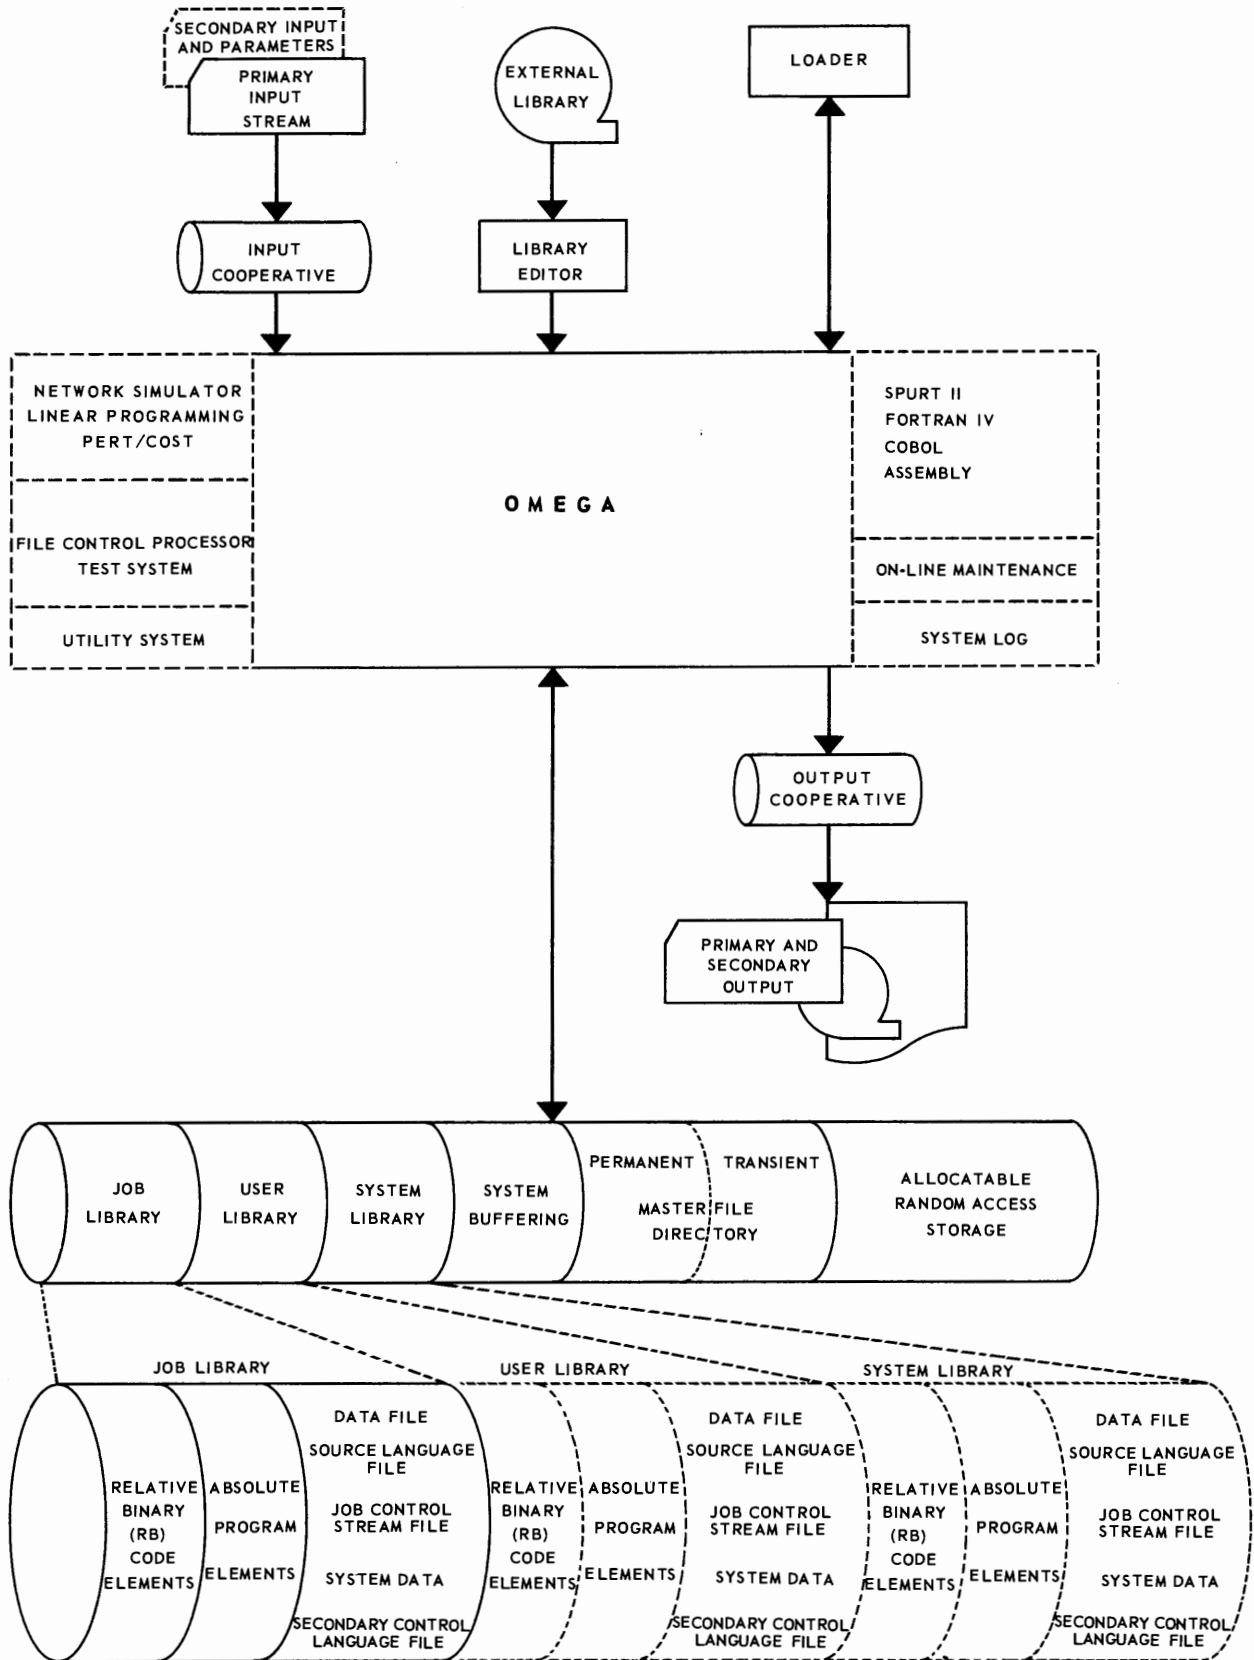 SECONDARY INPUT
AND PARAMETERS
PRIMARY
INPUT
STREAM
EXTERNAL
LIBRARY
LOADER
INPUT
COOPERATIVE
LIBRARY
EDITOR
NETWORK SIMULATOR
LINEAR PROGRAMMING
PERT/COST
FILE CONTROL PROCESSOR
TEST SYSTEM
UTILITY SYSTEM
OMEGA
SPURT II
FORTRAN IV
COBOL
ASSEMBLY
ON-LINE MAINTENANCE
SYSTEM LOG
OUTPUT
COOPERATIVE
PRIMARY AND
SECONDARY
OUTPUT
JOB
LIBRARY
USER
LIBRARY
SYSTEM
LIBRARY
SYSTEM
BUFFERING
PERMANENT
TRANSIENT
MASTER FILE
DIRECTORY
ALLOCATABLE
RANDOM ACCESS
STORAGE
JOB LIBRARY
USER LIBRARY
SYSTEM LIBRARY
RELATIVE
BINARY
(RB)
CODE
ELEMENTS
ABSOLUTE
PROGRAM
ELEMENTS
DATA FILE
SOURCE LANGUAGE
FILE
JOB CONTROL
STREAM FILE
SYSTEM DATA
SECONDARY CONTROL
LANGUAGE FILE
RELATIVE
BINARY
(RB)
CODE
ELEMENTS
ABSOLUTE
PROGRAM
ELEMENTS
DATA FILE
SOURCE LANGUAGE
FILE
JOB CONTROL
STREAM FILE
SYSTEM DATA
SECONDARY CONTROL
LANGUAGE FILE
RELATIVE
BINARY
(RB)
CODE
ELEMENTS
ABSOLUTE
PROGRAM
ELEMENTS
DATA FILE
SOURCE LANGUAGE
FILE
JOB CONTROL
STREAM FILE
SYSTEM DATA
SECONDARY CONTROL
LANGUAGE FILE